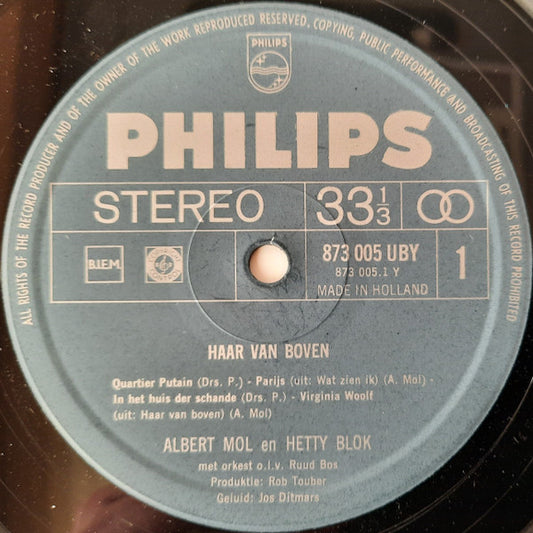 ALL RIGHTS OF THE RECORD PRODUCER AND OF THE OWNER OF THE WORK REPRODUCED RESERVED. COPYING, PUBLIC PERFORMANCE AND BROADCASTING OF THIS RECORD PROHIBITED
PHILIPS
PHILIPS
STEREO 33 1/3
B.I.E.M. 873 005 UBY 1
873 005.1 Y
MADE IN HOLLAND
HAAR VAN BOVEN
Quartier Putain (Drs. P.) - Parijs (uit: Wat zien ik) (A. Mol) -
In het huis der schande (Drs. P.) - Virginia Woolf
(uit: Haar van boven) (A. Mol)
ALBERT MOL en HETTY BLOK
met orkest o.l.v. Ruud Bos
Produktie: Rob Touber
Geluid: Jos Ditmars